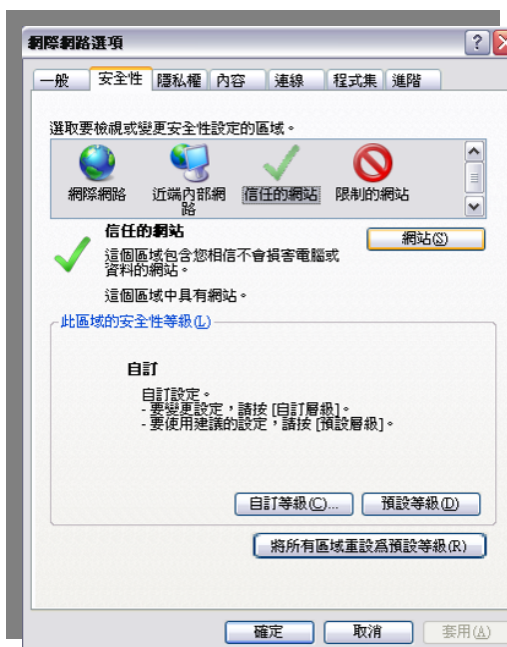 網際網路選項
一般 安全性 隱私權 內容 連線 程式集 進階
選取要檢視或變更安全性設定的區域。
網際網路 近端內部網路 信任的網站 限制的網站
信任的網站
網站(S)
這個區域包含您相信不會損害電腦或
資料的網站。
這個區域中具有網站。
此區域的安全性等級(L)
自訂
自訂設定。
- 要變更設定，請按 [自訂層級]。
- 要使用建議的設定，請按 [預設層級]。
自訂等級(C)... 預設等級(D)
將所有區域重設為預設等級(R)
確定 取消 套用(A)